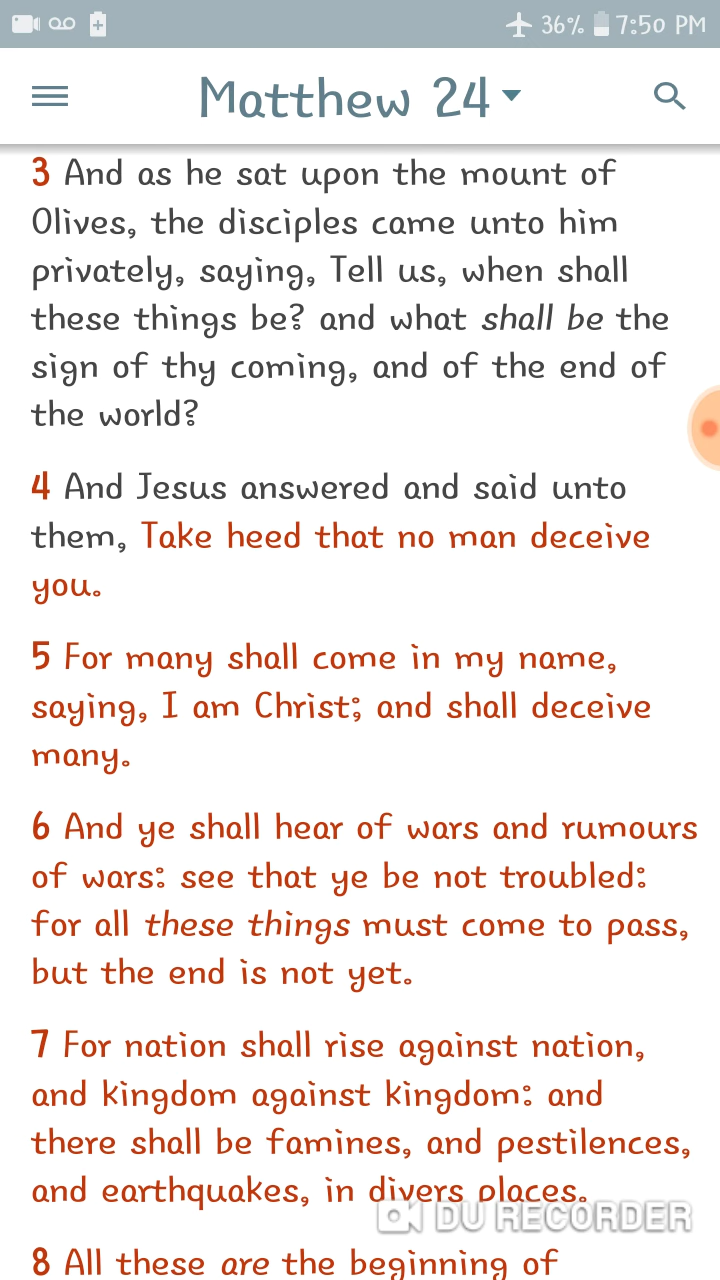 36% 7:50 PM
Matthew 24
3 And as he sat upon the mount of
Olives, the disciples came unto him
privately, saying, Tell us, when shall
these things be? and what shall be the
sign of thy coming, and of the end of
the world?
4 And Jesus answered and said unto
them, Take heed that no man deceive
you.
5 For many shall come in my name,
saying, I am Christ; and shall deceive
many.
6 And ye shall hear of wars and rumours
of wars: see that ye be not troubled:
for all these things must come to pass,
but the end is not yet.
7 For nation shall rise against nation,
and kingdom against kingdom: and
there shall be famines, and pestilences,
and earthquakes, in divers places.
DU RECORDER
8 All these are the beginning of